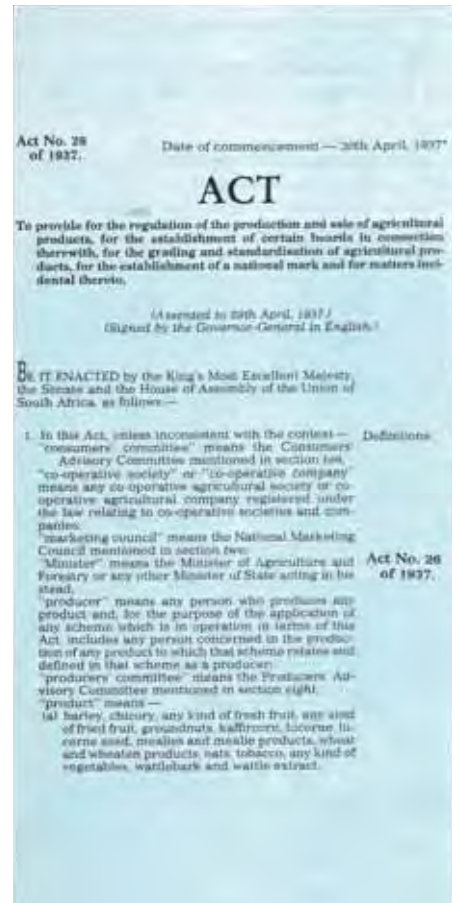 Act No. 26
of 1937.
Date of commencement — 20th April, 1937*
ACT
To provide for the regulation of the production and sale of agricultural
products, for the establishment of certain boards in connection
therewith, for the grading and standardisation of agricultural pro-
ducts, for the establishment of a national mark and for matters inci-
dental thereto.
(Assented to 29th April, 1937.)
(Signed by the Governor-General in English.)
BE IT ENACTED by the King's Most Excellent Majesty,
the Senate and the House of Assembly of the Union of
South Africa, as follows:—
1. In this Act, unless inconsistent with the context—
Definitions
"consumers' committee" means the Consumers'
Advisory Committee mentioned in section
"co-operative society" or "co-operative company"
means any co-operative agricultural society or co-
operative agricultural company registered under
the law relating to co-operative societies and com-
panies;
"marketing council" means the National Marketing
Council mentioned in section two;
"Minister" means the Minister of Agriculture and
Forestry or any other Minister of State acting in his
stead;
Act No. 26
of 1937.
"producer" means any person who produces any
product and, for the purpose of the application of
any scheme which is in operation in terms of this
Act, includes any person concerned in the produc-
tion of any product to which that scheme relates and
defined in that scheme as a producer;
"producers' committee" means the Producers' Ad-
visory Committee mentioned in section eight;
"product" means —
(a) barley, chicory, any kind of fresh fruit, any kind
of fried fruit, groundnuts, kaffircorn, lucerne, lu-
cerne seed, mealies and mealie products, wheat
and wheaten products, oats, tobacco, any kind of
vegetables, wattlebark and wattle extract.